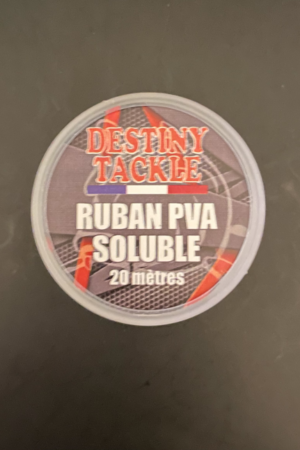 DESTINY
TACKLE
RUBAN PVA
SOLUBLE
20 mètres